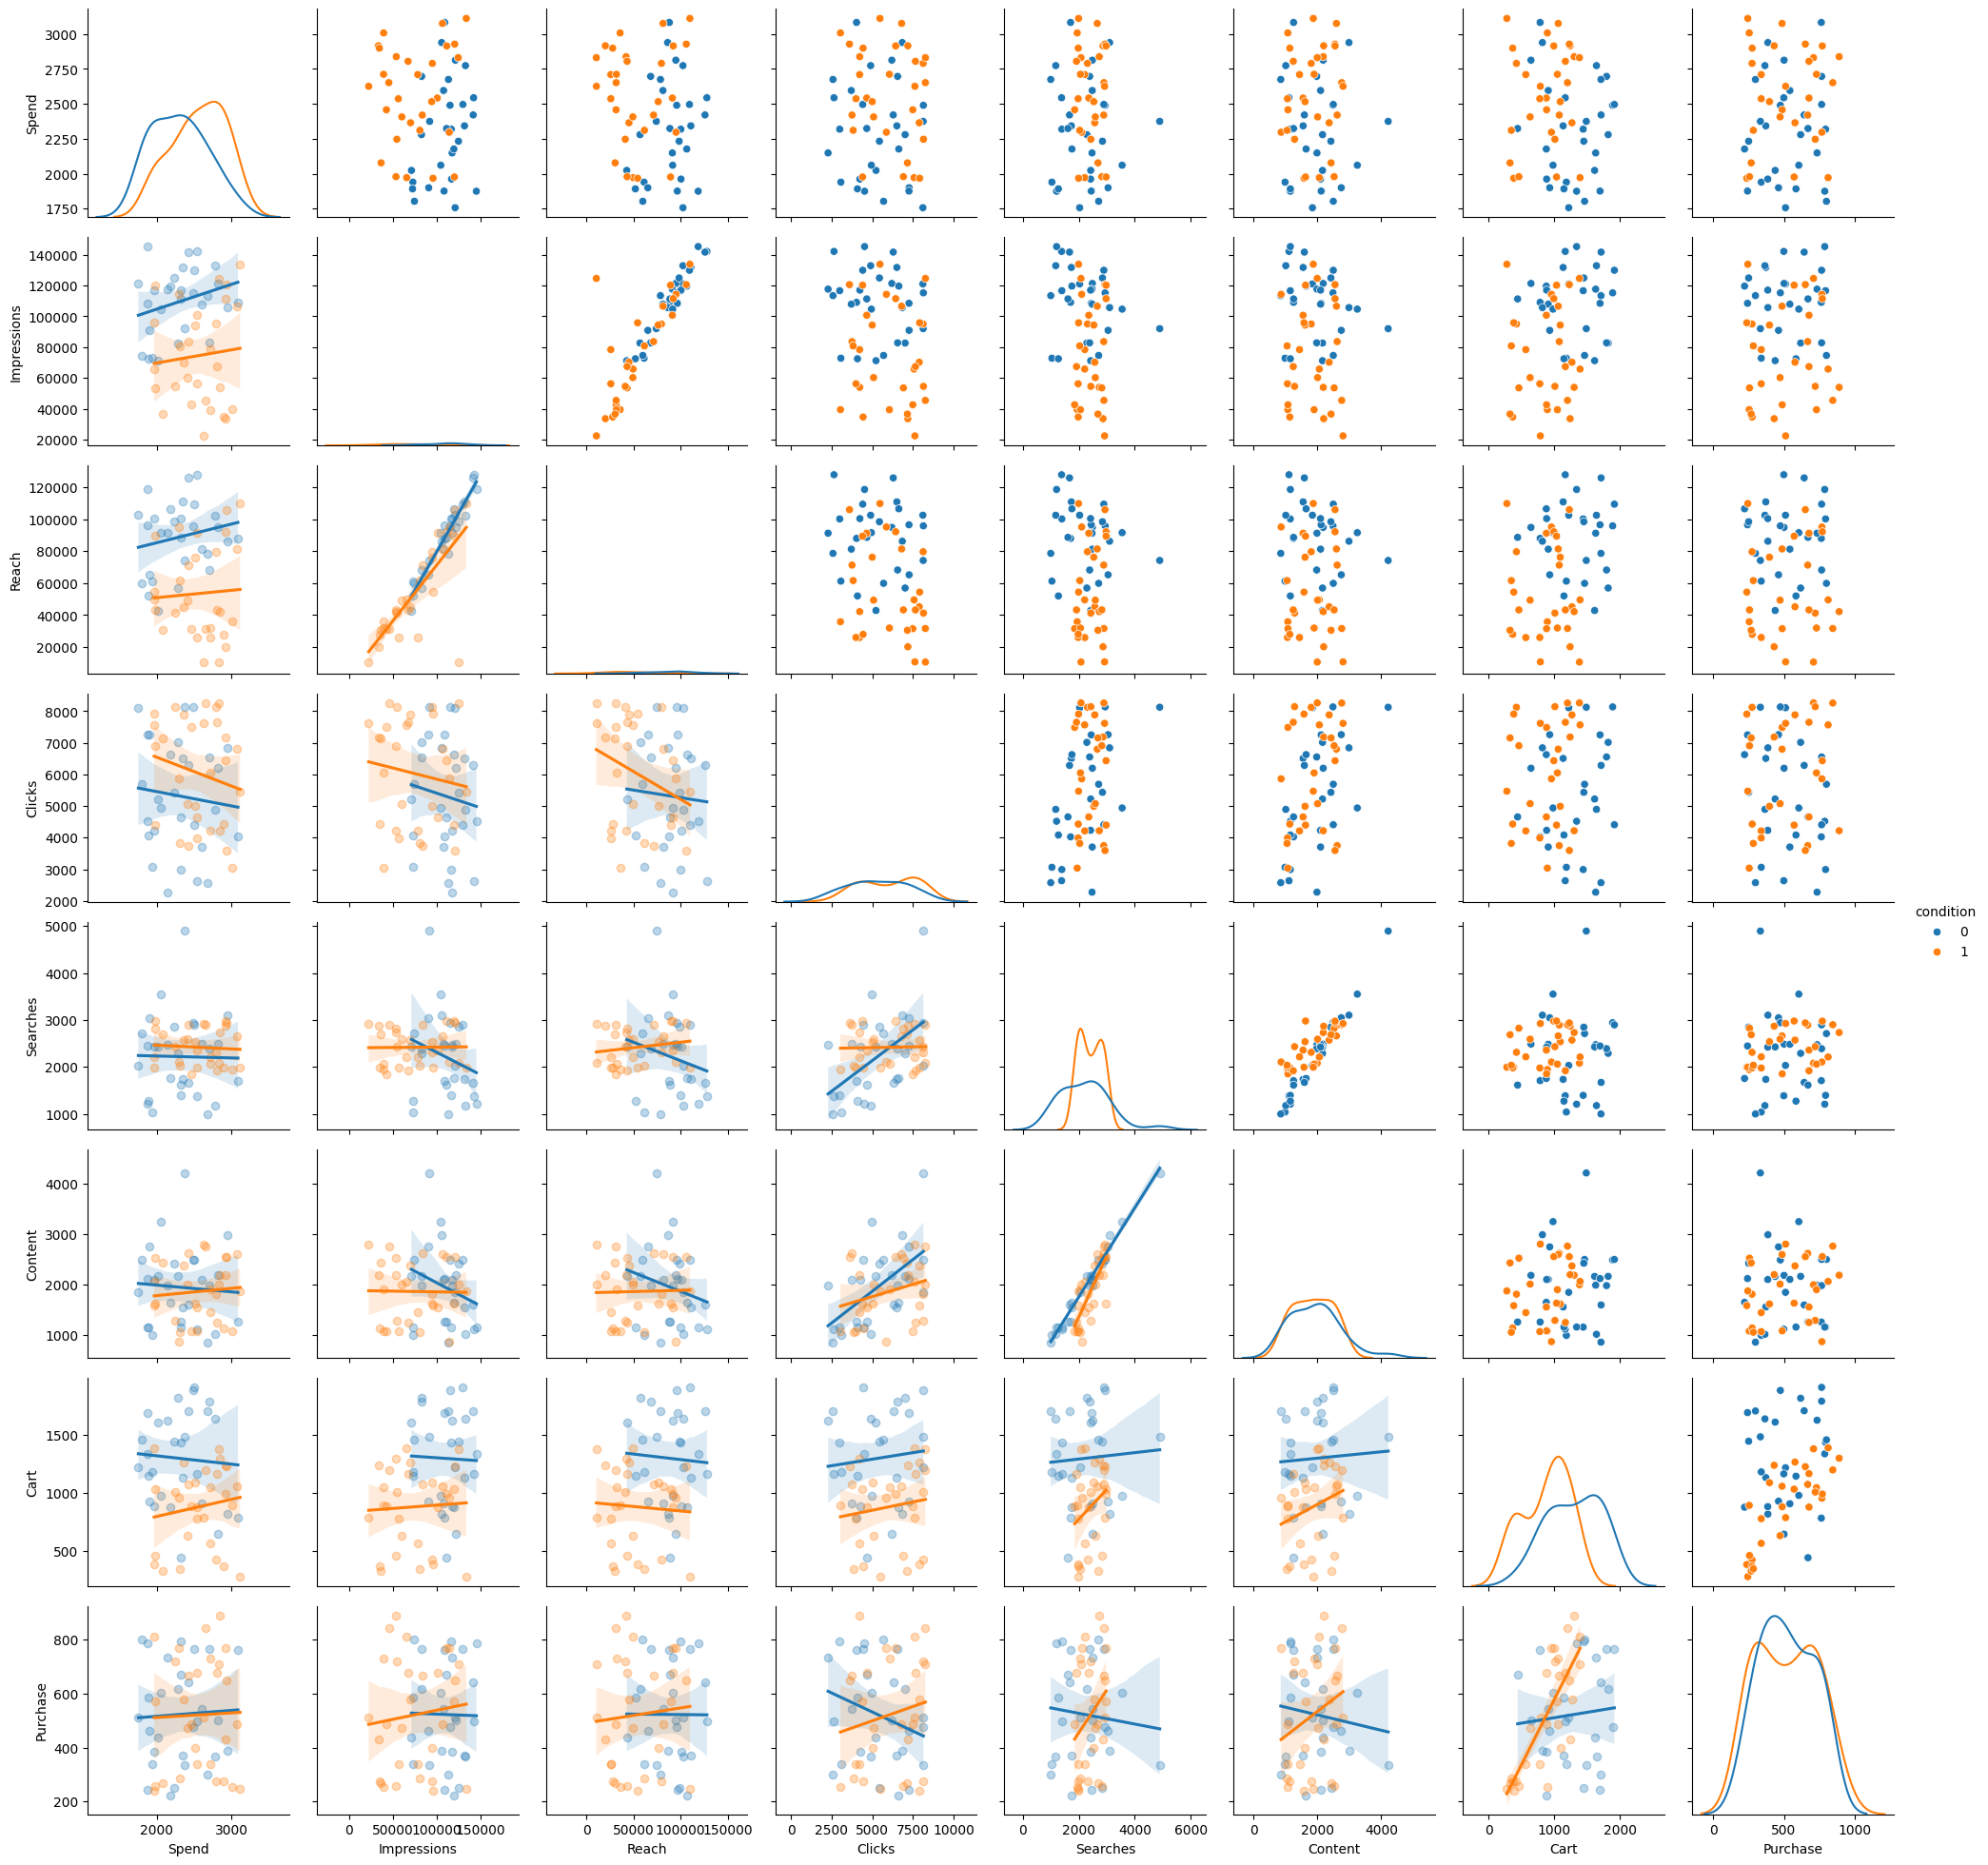 3000
2750
2500
2250
2000
1750
Spend
140000
120000
100000
80000
60000
40000
20000
Impressions
120000
100000
80000
60000
40000
20000
Reach
8000
7000
6000
5000
4000
3000
2000
Clicks
5000
4000
3000
2000
1000
Searches
condition
0
1
4000
3000
2000
1000
Content
1500
1000
500
Cart
800
600
400
200
Purchase
2000 3000
0 50000 100000 150000
0 50000 100000 150000
0 2500 5000 7500 10000
0 2000 4000 6000
0 2000 4000
0 1000 2000
0 500 1000
Spend Impressions Reach Clicks Searches Content Cart Purchase